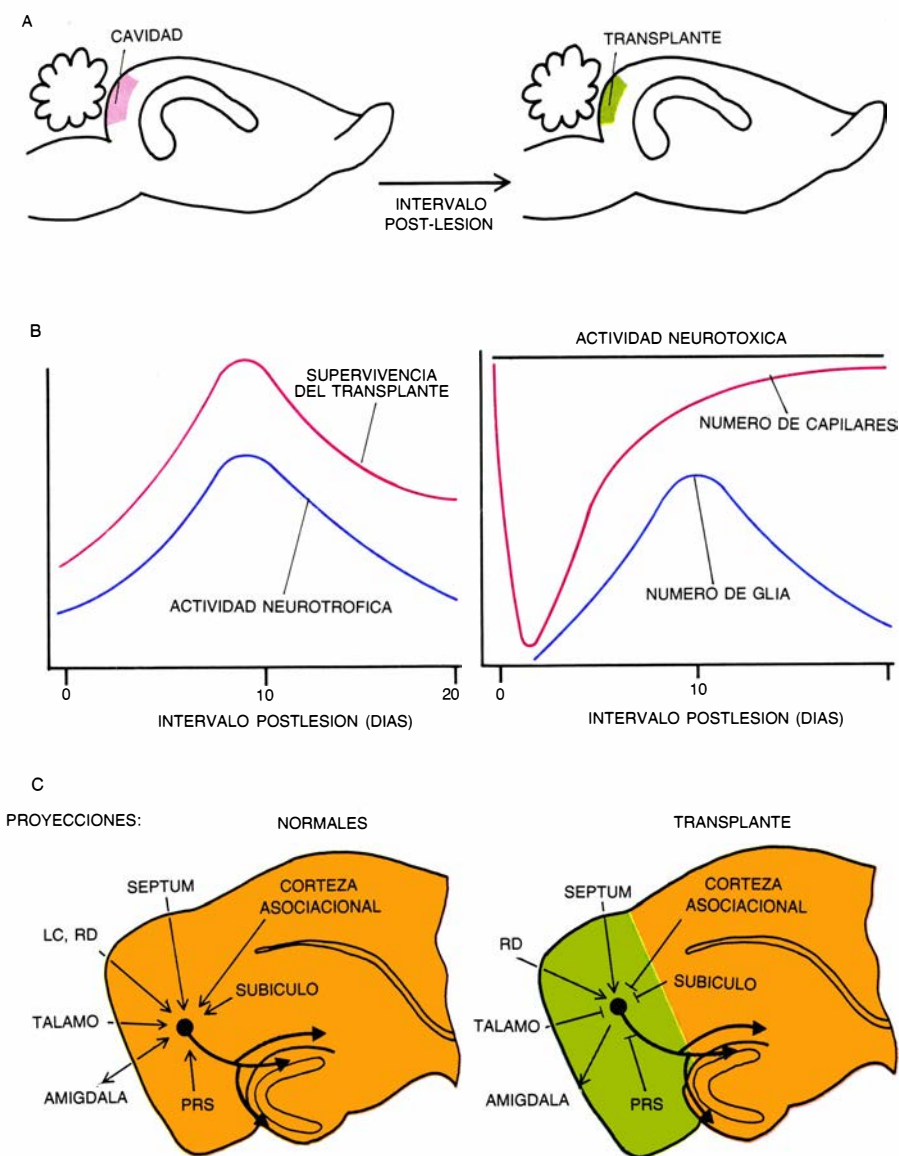 A
CAVIDAD
TRANSPLANTE
INTERVALO
POST-LESION
B
SUPERVIVENCIA
DEL TRANSPLANTE
ACTIVIDAD NEUROTROFICA
0
10
20
INTERVALO POSTLESION (DIAS)
ACTIVIDAD NEUROTOXICA
NUMERO DE CAPILARES
NUMERO DE GLIA
0
10
INTERVALO POSTLESION (DIAS)
C
PROYECCIONES:
NORMALES
SEPTUM
CORTEZA
ASOCIACIONAL
LC, RD
SUBICULO
TALAMO
AMIGDALA
PRS
TRANSPLANTE
SEPTUM
CORTEZA
ASOCIACIONAL
RD
SUBICULO
TALAMO
AMIGDALA
PRS